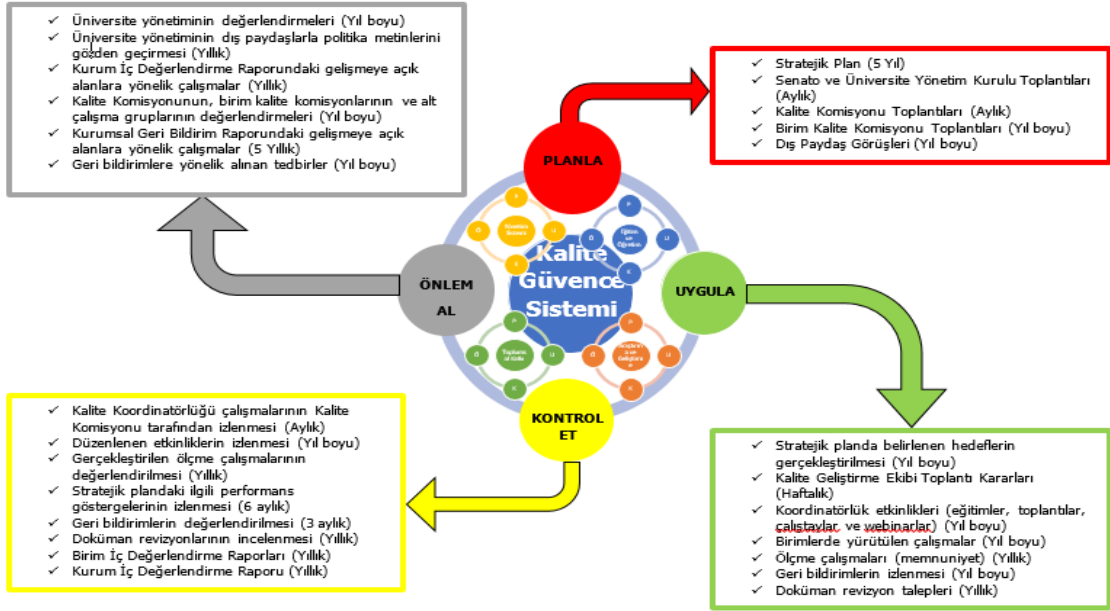 ✓ Üniversite yönetiminin değerlendirmeleri (Yıl boyu)
✓ Üniversite yönetiminin dış paydaşlarla politika metinlerini
gözden geçirmesi (Yıllık)
✓ Kurum İç Değerlendirme Raporundaki gelişmeye açık
alanlara yönelik çalışmalar (Yıllık)
✓ Kalite Komisyonunun, birim kalite komisyonlarının ve alt
çalışma gruplarının değerlendirmeleri (Yıl boyu)
✓ Kurumsal Geri Bildirim Raporundaki gelişmeye açık
alanlara yönelik çalışmalar (5 Yıllık)
✓ Geri bildirimlere yönelik alınan tedbirler (Yıl boyu)
✓ Stratejik Plan (5 Yıl)
✓ Senato ve Üniversite Yönetim Kurulu Toplantıları
(Aylık)
✓ Kalite Komisyonu Toplantıları (Aylık)
✓ Birim Kalite Komisyonu Toplantıları (Yıl boyu)
✓ Dış Paydaş Görüşleri (Yıl boyu)
PLANLA
Ö
U
P
Eğitim
ve
Öğretim
Ö
U
K
Kalite
Güvence
Sistemi
ÖNLEM
AL
UYGULA
P
Ö
U
K
P
Ö
U
K
KONTROL
ET
✓ Kalite Koordinatörlüğü çalışmalarının Kalite
Komisyonu tarafından izlenmesi (Aylık)
✓ Düzenlenen etkinliklerin izlenmesi (Yıl boyu)
✓ Gerçekleştirilen ölçme çalışmalarının
değerlendirilmesi (Yıllık)
✓ Stratejik plandaki ilgili performans
göstergelerinin izlenmesi (6 aylık)
✓ Geri bildirimlerin değerlendirilmesi (3 aylık)
✓ Doküman revizyonlarının incelenmesi (Yıllık)
✓ Birim İç Değerlendirme Raporları (Yıllık)
✓ Kurum İç Değerlendirme Raporu (Yıllık)
✓ Stratejik planda belirlenen hedeflerin
gerçekleştirilmesi (Yıl boyu)
✓ Kalite Geliştirme Ekibi Toplantı Kararları
(Haftalık)
✓ Koordinatörlük etkinlikleri (eğitimler, toplantılar,
çalıştaylar, ve webinarlar) (Yıl boyu)
✓ Birimlerde yürütülen çalışmalar (Yıl boyu)
✓ Ölçme çalışmaları (memnuniyet) (Yıllık)
✓ Geri bildirimlerin izlenmesi (Yıl boyu)
✓ Doküman revizyon talepleri (Yıllık)